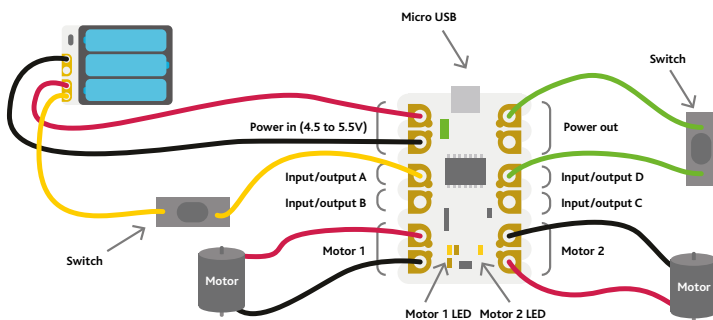 Micro USB
Switch
Power in (4.5 to 5.5V)
Power out
Input/output A
Input/output D
Input/output B
Input/output C
Switch
Motor 1
Motor 2
Motor
Motor
Motor 1 LED
Motor 2 LED